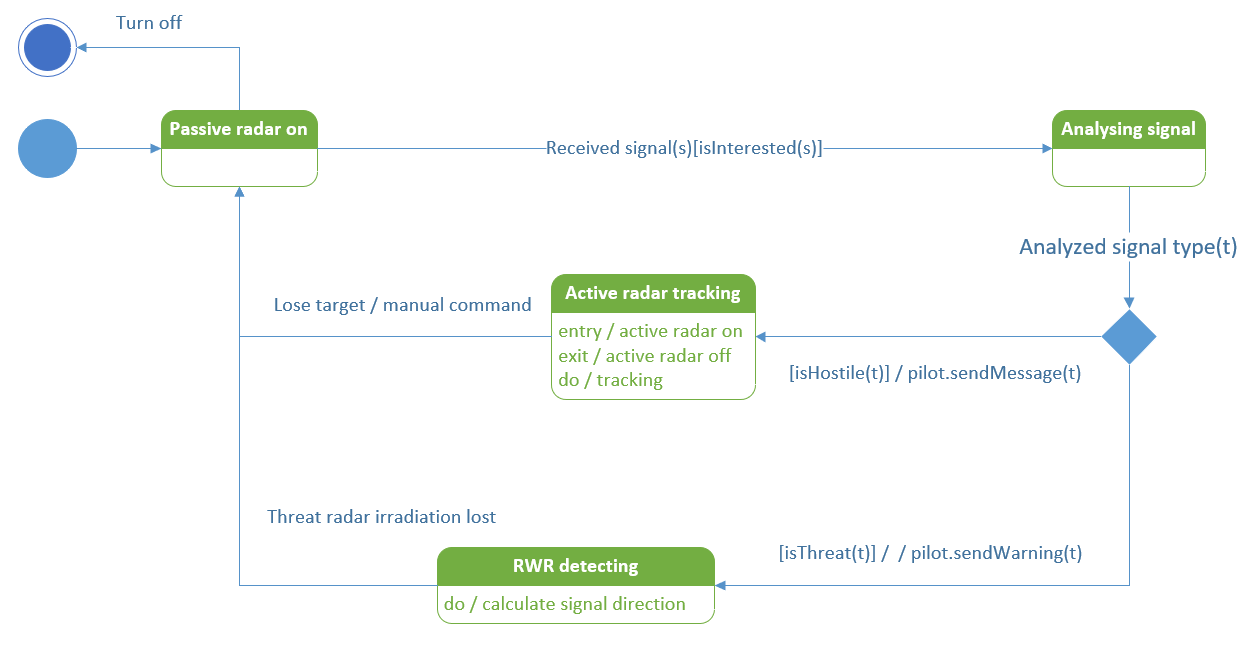 Turn off
Passive radar on
Received signal(s)[isInterested(s)]
Analysing signal
Analyzed signal type(t)
Active radar tracking
entry / active radar on
exit / active radar off
do / tracking
Lose target / manual command
[isHostile(t)] / pilot.sendMessage(t)
Threat radar irradiation lost
[isThreat(t)] /  / pilot.sendWarning(t)
RWR detecting
do / calculate signal direction